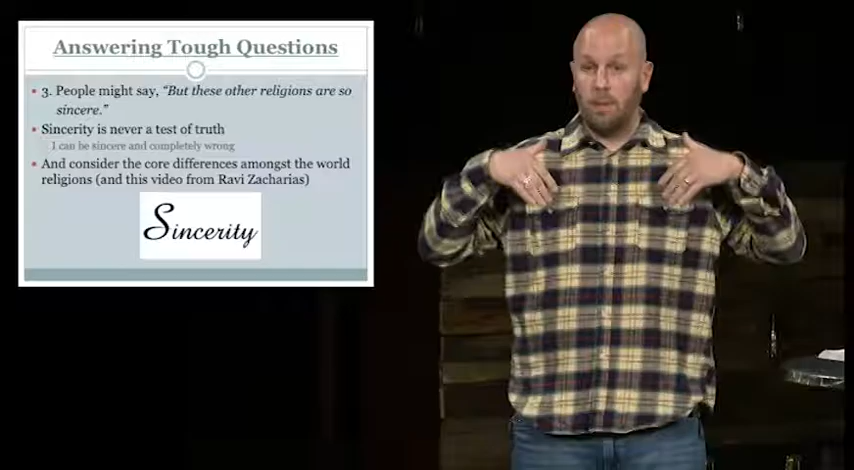 Answering Tough Questions
3. People might say, “But these other religions are so
sincere.”
Sincerity is never a test of truth
I can be sincere and completely wrong
And consider the core differences amongst the world
religions (and this video from Ravi Zacharias)
Sincerity